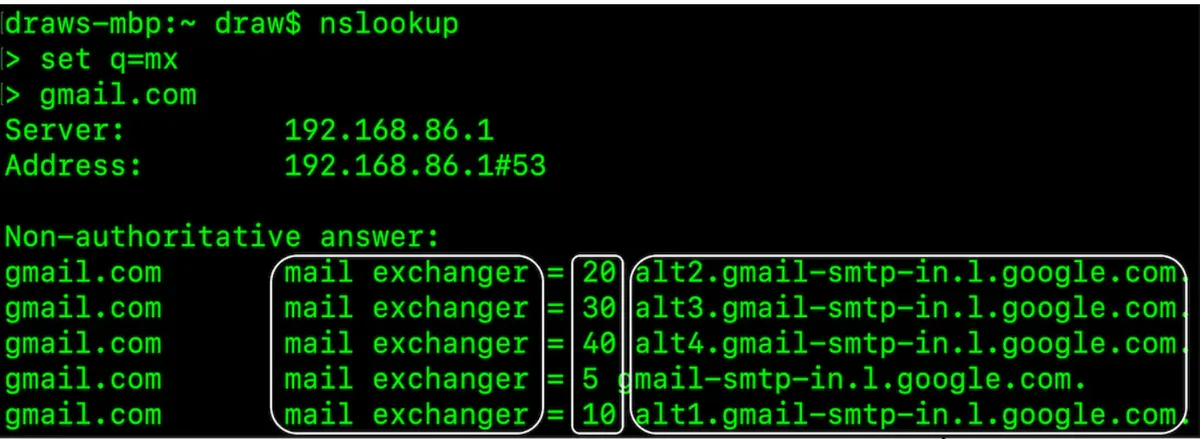 draws-mbp:~ draw$ nslookup
> set q=mx
> gmail.com
Server: 192.168.86.1
Address: 192.168.86.1#53
Non-authoritative answer:
gmail.com mail exchanger = 20 alt2.gmail-smtp-in.l.google.com.
gmail.com mail exchanger = 30 alt3.gmail-smtp-in.l.google.com.
gmail.com mail exchanger = 40 alt4.gmail-smtp-in.l.google.com.
gmail.com mail exchanger = 5 gmail-smtp-in.l.google.com.
gmail.com mail exchanger = 10 alt1.gmail-smtp-in.l.google.com.